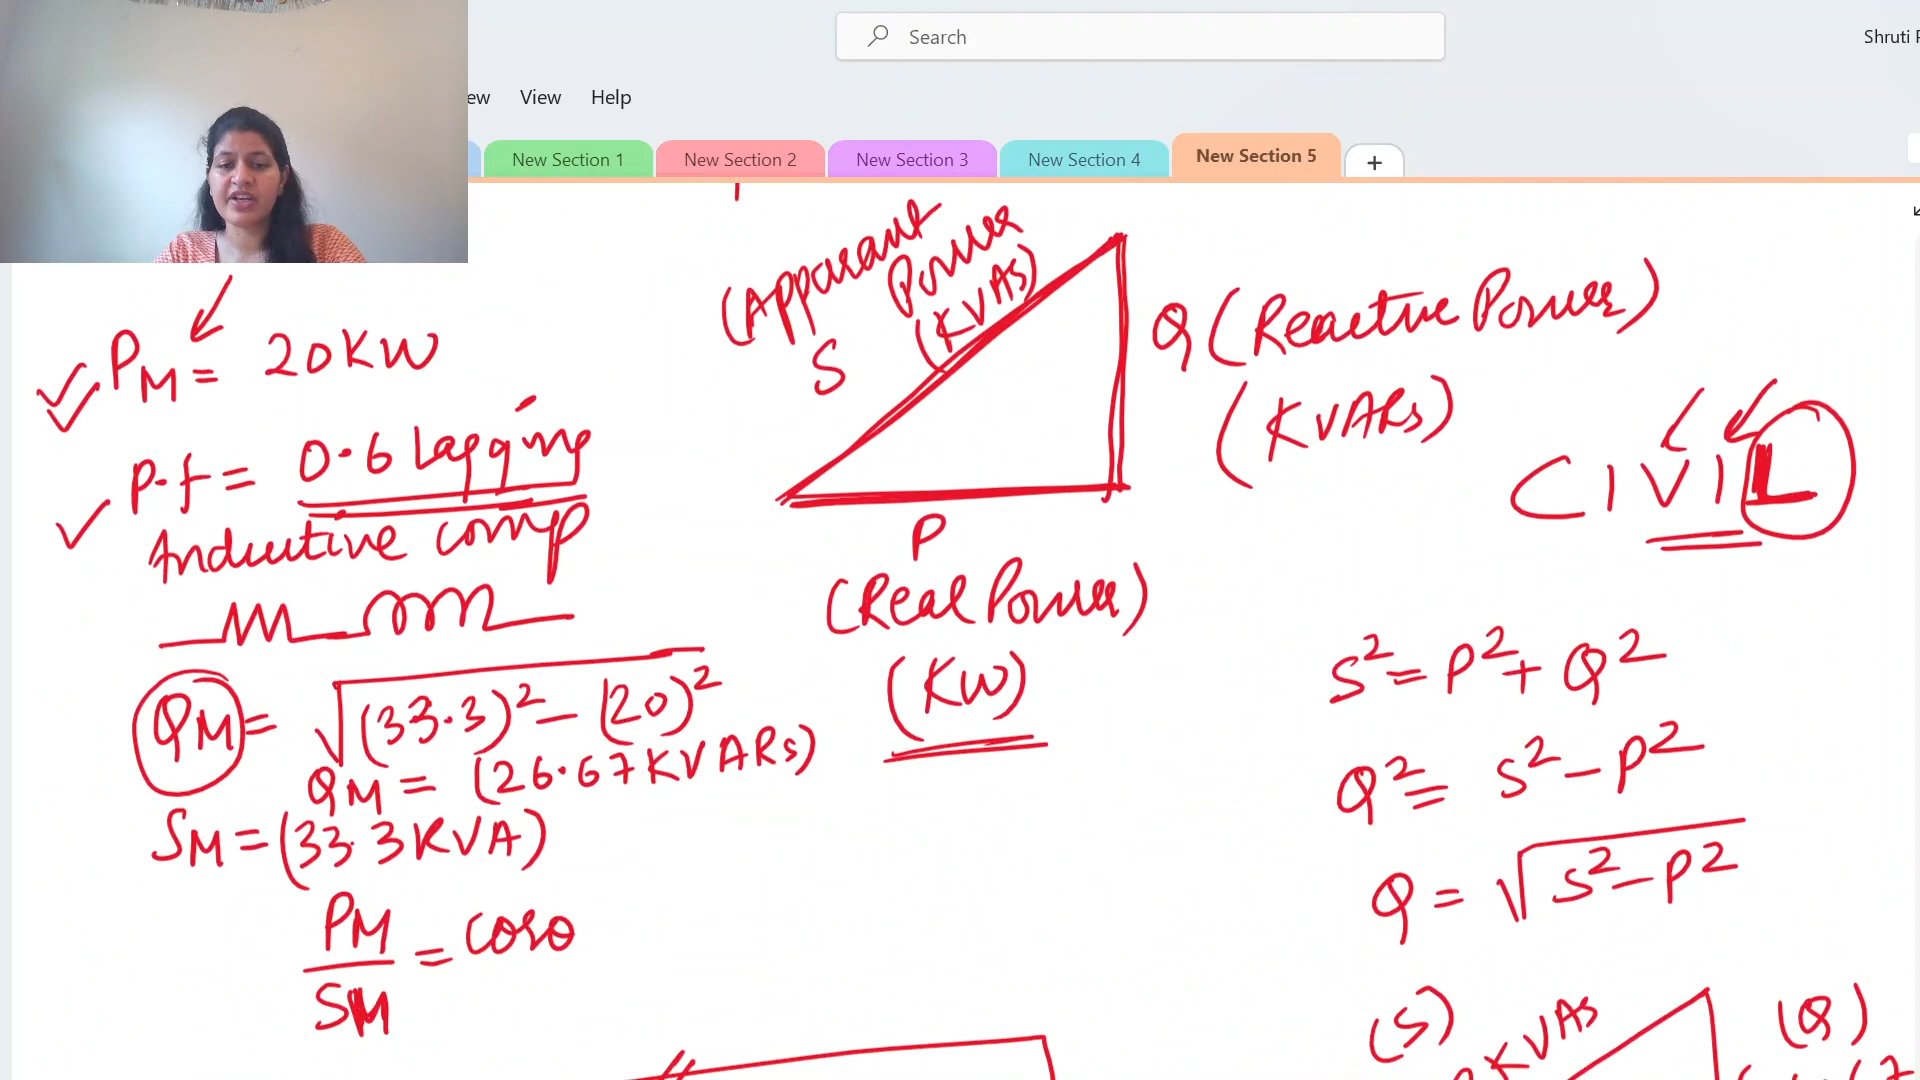 Search
Shruti
ew View Help
New Section 1 New Section 2 New Section 3 New Section 4 New Section 5 +
(Apparant
Power
(KVAs)
S
Q (Reactive Power)
(KVARs)
P
(Real Power)
(KW)
CIVIL
PM = 20KW
P.f = 0.6 lagging
Inductive comp
QM = √(33.3)² - (20)²
QM = (26.67KVARs)
SM = (33.3KVA)
PM
= cosθ
SM
S² = P² + Q²
Q² = S² - P²
Q = √S² - P²
(S)
KVAs
(Q)